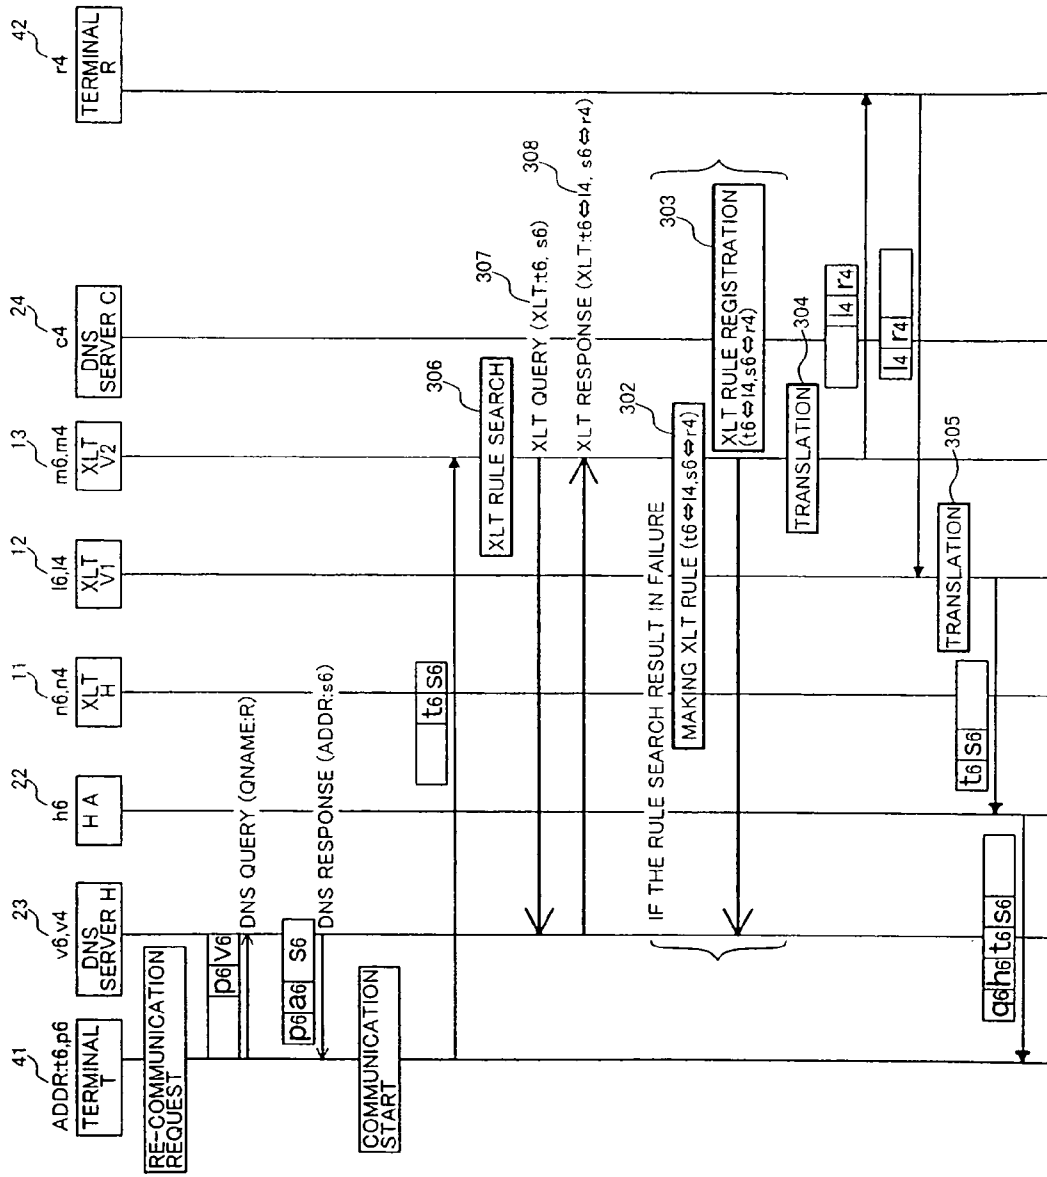 41
ADDR:t6,p6
TERMINAL
T
23
v6,v4
DNS
SERVER H
22
h6
H A
11
n6,n4
XLT
H
12
l6,l4
XLT
V1
13
m6,m4
XLT
V2
24
c4
DNS
SERVER C
42
r4
TERMINAL
R
RE-COMMUNICATION
REQUEST
p6 v6
DNS QUERY (QNAME:R)
p6 a6 s6
DNS RESPONSE (ADDR:s6)
COMMUNICATION
START
t6 s6
XLT RULE SEARCH
306
XLT QUERY (XLT:t6, s6)
307
XLT RESPONSE (XLT:t6⇔l4, s6⇔r4)
308
IF THE RULE SEARCH RESULT IN FAILURE
MAKING XLT RULE (t6⇔l4,s6⇔r4)
302
XLT RULE REGISTRATION
(t6⇔l4,s6⇔r4)
303
TRANSLATION
304
l4 r4
l4 r4
TRANSLATION
305
t6 s6
q6 h6 t6 s6